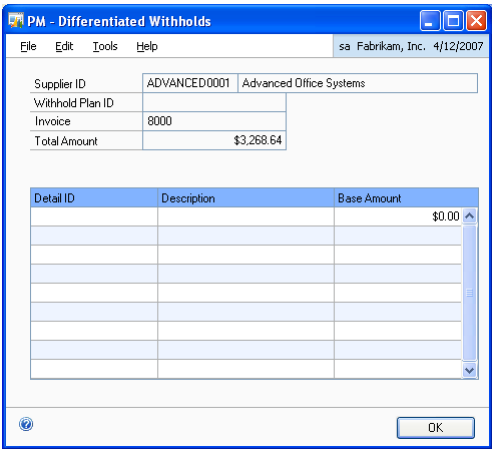 PM - Differentiated Withholds
File Edit Tools Help sa Fabrikam, Inc. 4/12/2007
Supplier ID ADVANCED0001 Advanced Office Systems
Withhold Plan ID
Invoice 8000
Total Amount $3,268.64
Detail ID Description Base Amount
$0.00
OK